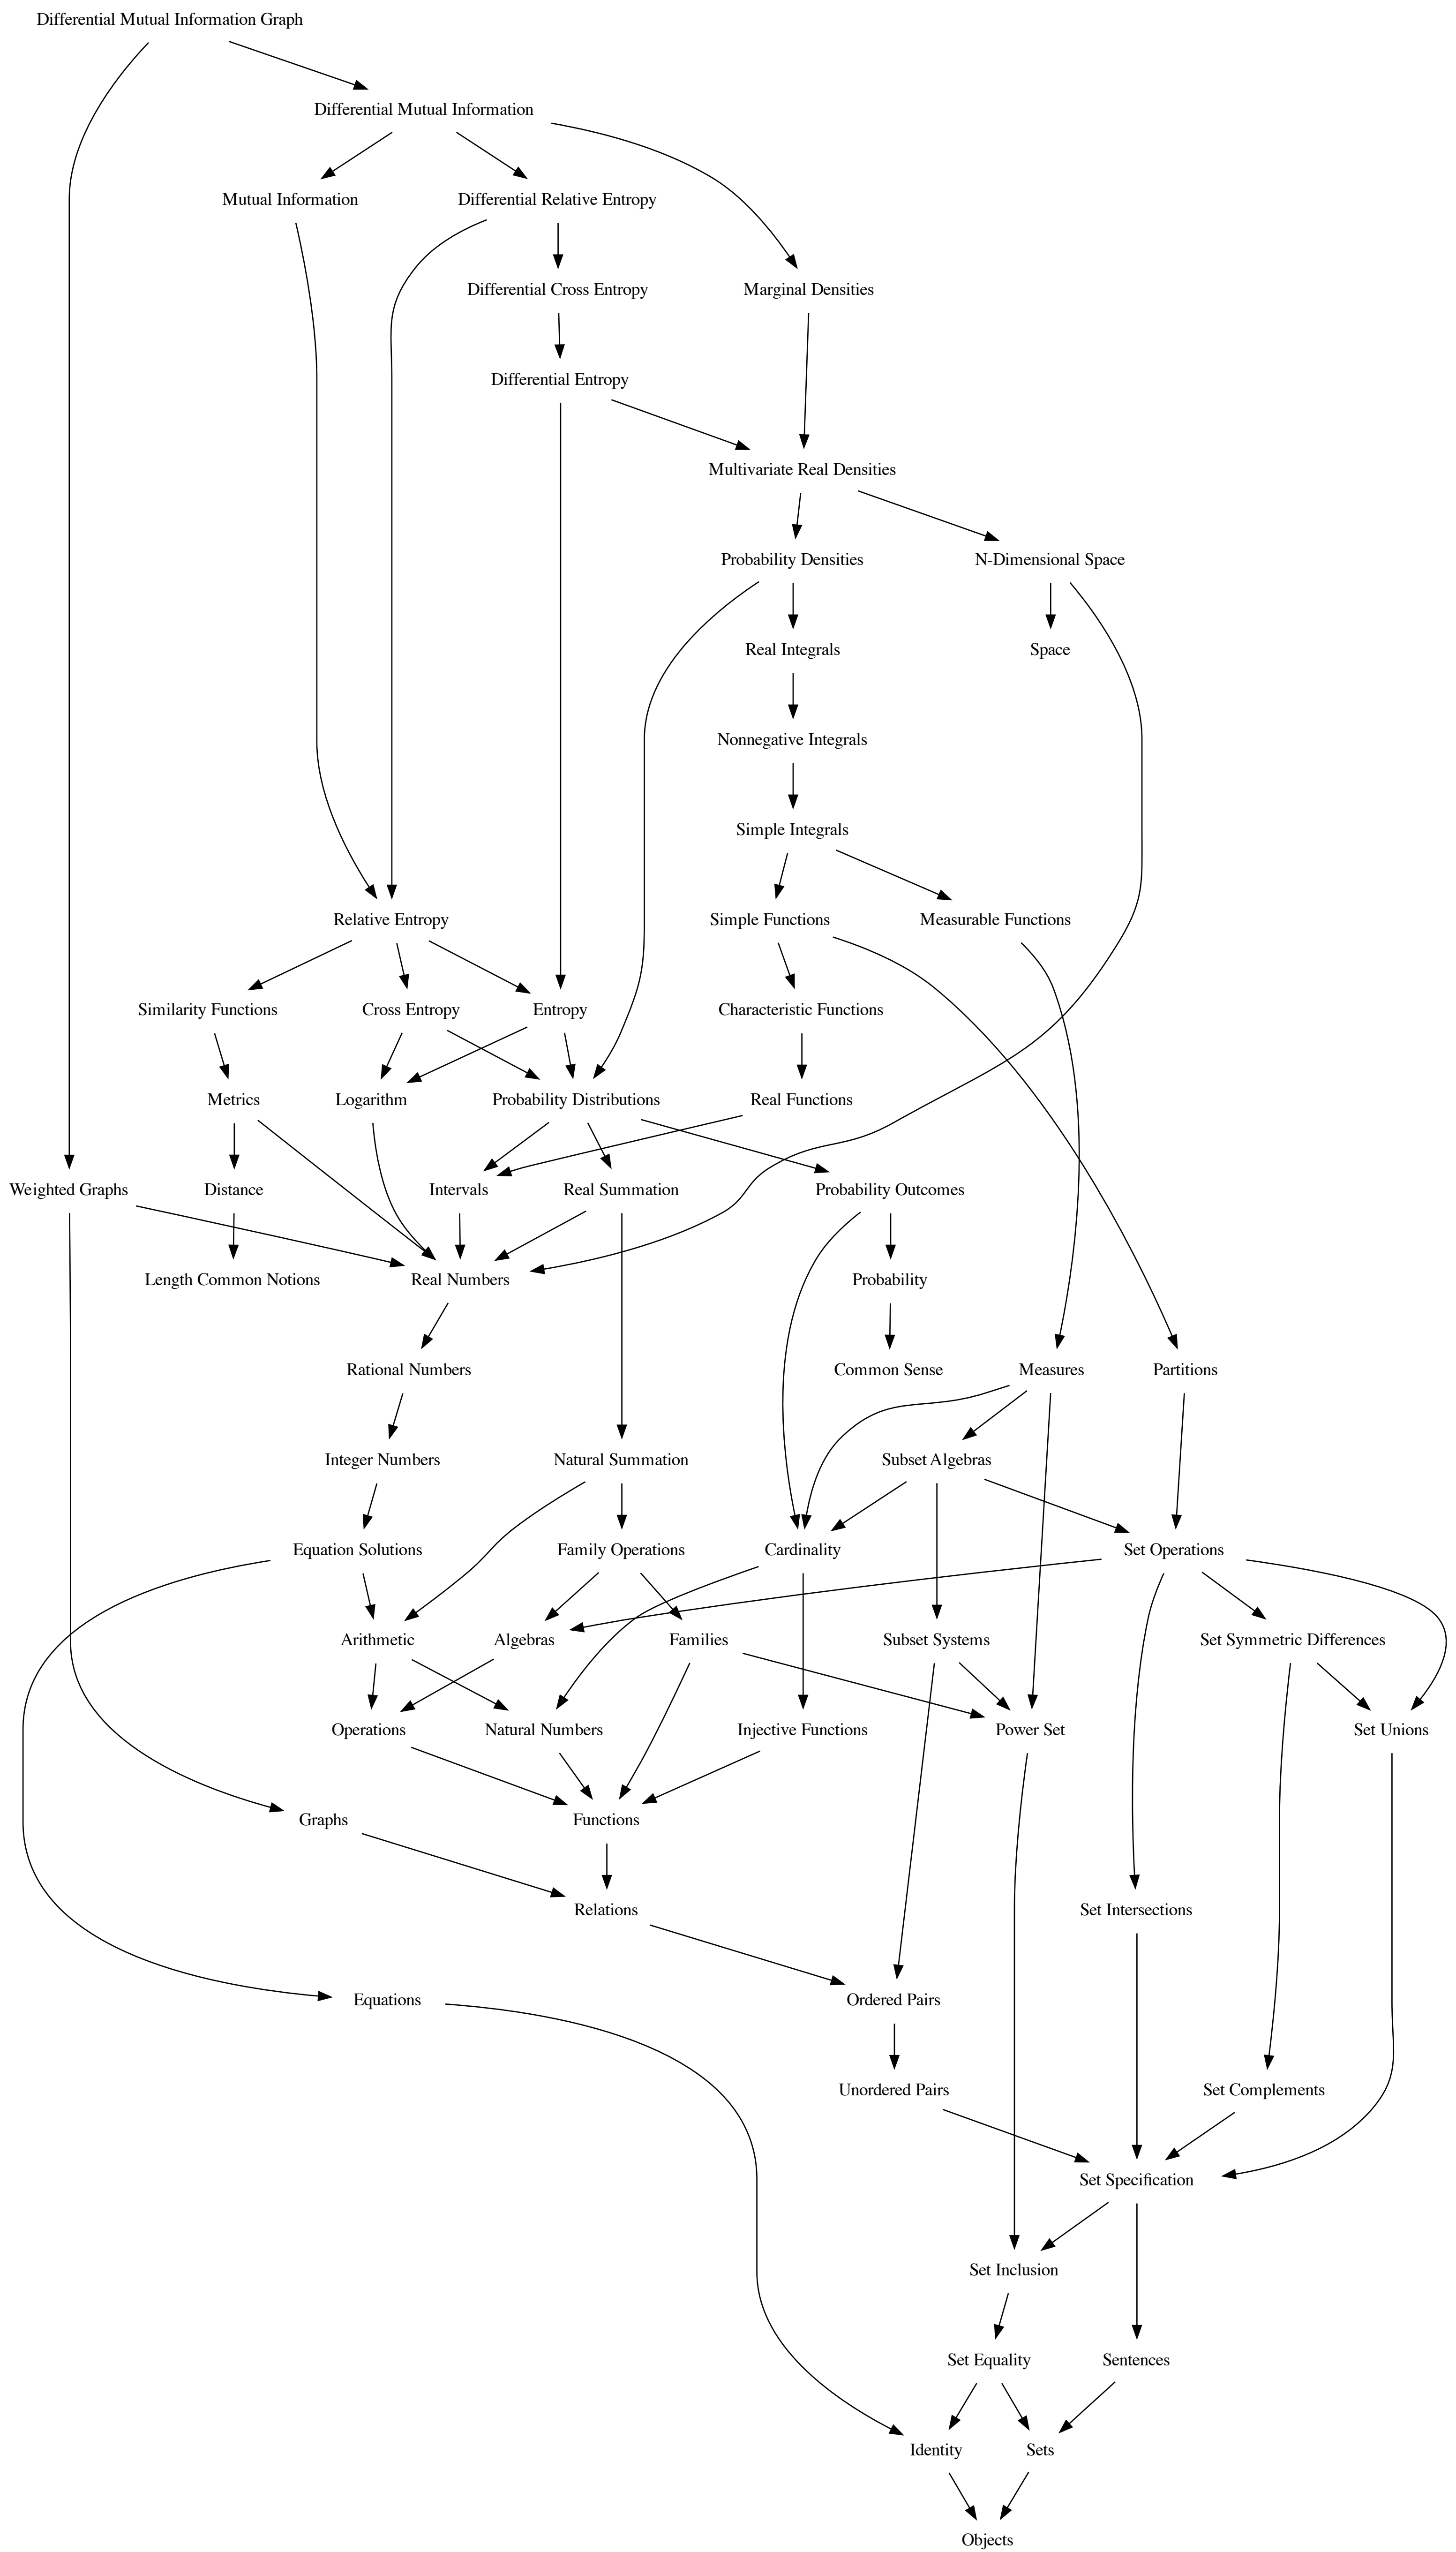 Differential Mutual Information Graph
Differential Mutual Information
Mutual Information
Differential Relative Entropy
Differential Cross Entropy
Marginal Densities
Differential Entropy
Multivariate Real Densities
Probability Densities
N-Dimensional Space
Real Integrals
Space
Nonnegative Integrals
Simple Integrals
Relative Entropy
Simple Functions
Measurable Functions
Similarity Functions
Cross Entropy
Entropy
Characteristic Functions
Metrics
Logarithm
Probability Distributions
Real Functions
Weighted Graphs
Distance
Intervals
Real Summation
Probability Outcomes
Length Common Notions
Real Numbers
Probability
Rational Numbers
Common Sense
Measures
Partitions
Integer Numbers
Natural Summation
Subset Algebras
Equation Solutions
Family Operations
Cardinality
Set Operations
Arithmetic
Algebras
Families
Subset Systems
Set Symmetric Differences
Operations
Natural Numbers
Injective Functions
Power Set
Set Unions
Graphs
Functions
Relations
Set Intersections
Equations
Ordered Pairs
Unordered Pairs
Set Complements
Set Specification
Set Inclusion
Set Equality
Sentences
Identity
Sets
Objects